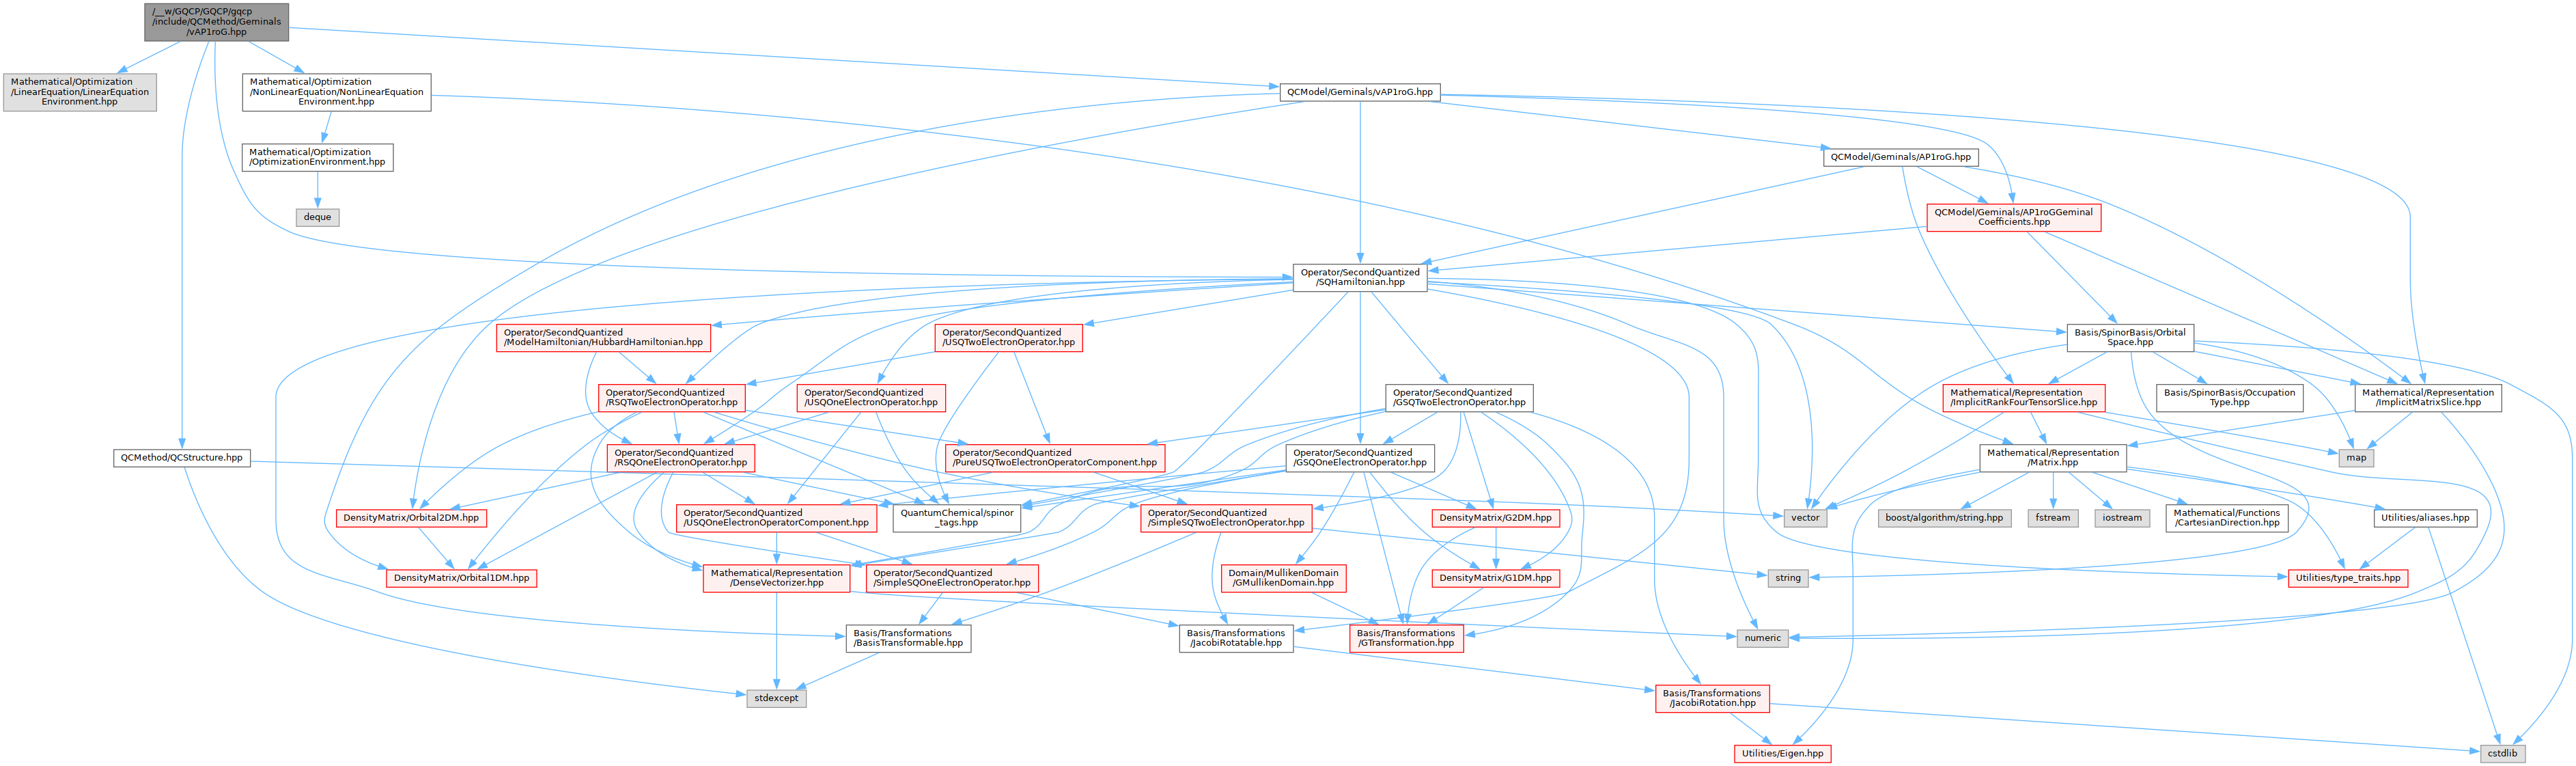 /__w/GQCP/GQCP/gqcp
/include/QCMethod/Geminals
/vAP1roG.hpp
Mathematical/Optimization
/LinearEquation/LinearEquation
Environment.hpp
Mathematical/Optimization
/NonLinearEquation/NonLinearEquation
Environment.hpp
QCModel/Geminals/vAP1roG.hpp
Mathematical/Optimization
/OptimizationEnvironment.hpp
QCModel/Geminals/AP1roG.hpp
deque
QCModel/Geminals/AP1roGGeminal
Coefficients.hpp
Operator/SecondQuantized
/SQHamiltonian.hpp
Operator/SecondQuantized
/ModelHamiltonian/HubbardHamiltonian.hpp
Operator/SecondQuantized
/USQTwoElectronOperator.hpp
Basis/SpinorBasis/Orbital
Space.hpp
Operator/SecondQuantized
/RSQTwoElectronOperator.hpp
Operator/SecondQuantized
/USQOneElectronOperator.hpp
Operator/SecondQuantized
/GSQTwoElectronOperator.hpp
Mathematical/Representation
/ImplicitRankFourTensorSlice.hpp
Basis/SpinorBasis/Occupation
Type.hpp
Mathematical/Representation
/ImplicitMatrixSlice.hpp
QCMethod/QCStructure.hpp
Operator/SecondQuantized
/RSQOneElectronOperator.hpp
Operator/SecondQuantized
/PureUSQTwoElectronOperatorComponent.hpp
Operator/SecondQuantized
/GSQOneElectronOperator.hpp
Mathematical/Representation
/Matrix.hpp
map
DensityMatrix/Orbital2DM.hpp
Operator/SecondQuantized
/USQOneElectronOperatorComponent.hpp
QuantumChemical/spinor
_tags.hpp
Operator/SecondQuantized
/SimpleSQTwoElectronOperator.hpp
DensityMatrix/G2DM.hpp
vector
boost/algorithm/string.hpp
fstream
iostream
Mathematical/Functions
/CartesianDirection.hpp
Utilities/aliases.hpp
DensityMatrix/Orbital1DM.hpp
Mathematical/Representation
/DenseVectorizer.hpp
Operator/SecondQuantized
/SimpleSQOneElectronOperator.hpp
Domain/MullikenDomain
/GMullikenDomain.hpp
DensityMatrix/G1DM.hpp
string
Utilities/type_traits.hpp
Basis/Transformations
/BasisTransformable.hpp
Basis/Transformations
/JacobiRotatable.hpp
Basis/Transformations
/GTransformation.hpp
numeric
stdexcept
Basis/Transformations
/JacobiRotation.hpp
Utilities/Eigen.hpp
cstdlib